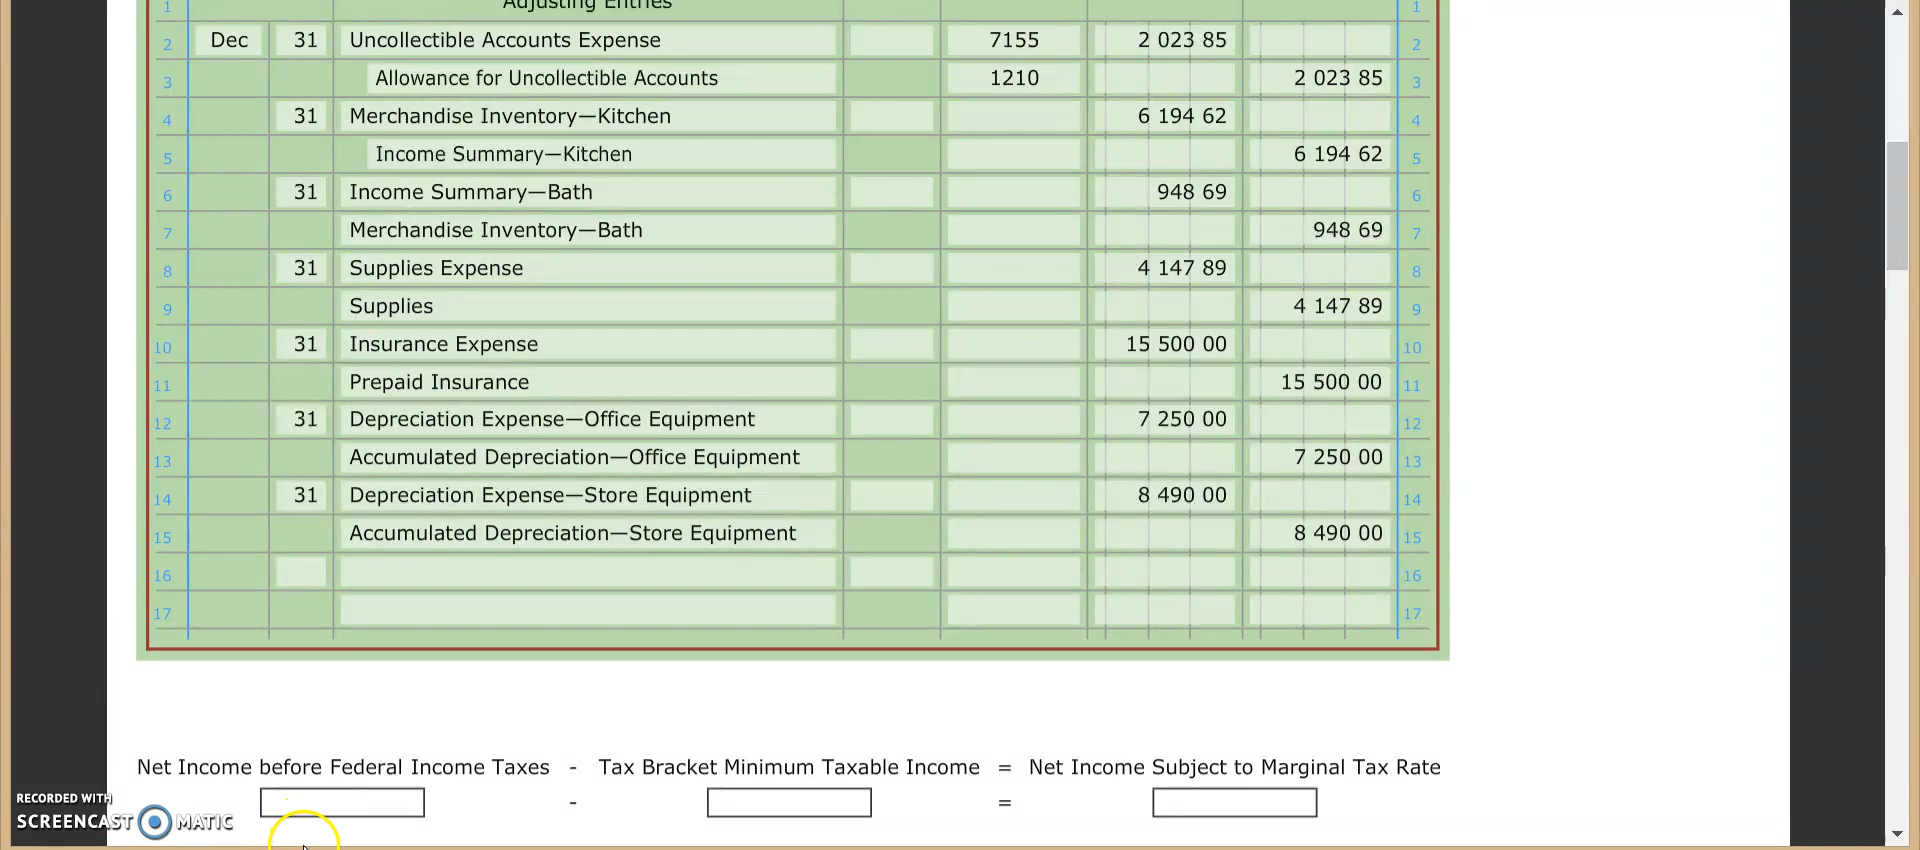 1 Adjusting Entries 1
2 Dec 31 Uncollectible Accounts Expense 7155 2 023 85 2
3 Allowance for Uncollectible Accounts 1210 2 023 85 3
4 31 Merchandise Inventory—Kitchen 6 194 62 4
5 Income Summary—Kitchen 6 194 62 5
6 31 Income Summary—Bath 948 69 6
7 Merchandise Inventory—Bath 948 69 7
8 31 Supplies Expense 4 147 89 8
9 Supplies 4 147 89 9
10 31 Insurance Expense 15 500 00 10
11 Prepaid Insurance 15 500 00 11
12 31 Depreciation Expense—Office Equipment 7 250 00 12
13 Accumulated Depreciation—Office Equipment 7 250 00 13
14 31 Depreciation Expense—Store Equipment 8 490 00 14
15 Accumulated Depreciation—Store Equipment 8 490 00 15
16 16
17 17
Net Income before Federal Income Taxes - Tax Bracket Minimum Taxable Income = Net Income Subject to Marginal Tax Rate
- =
RECORDED WITH
SCREENCAST MATIC